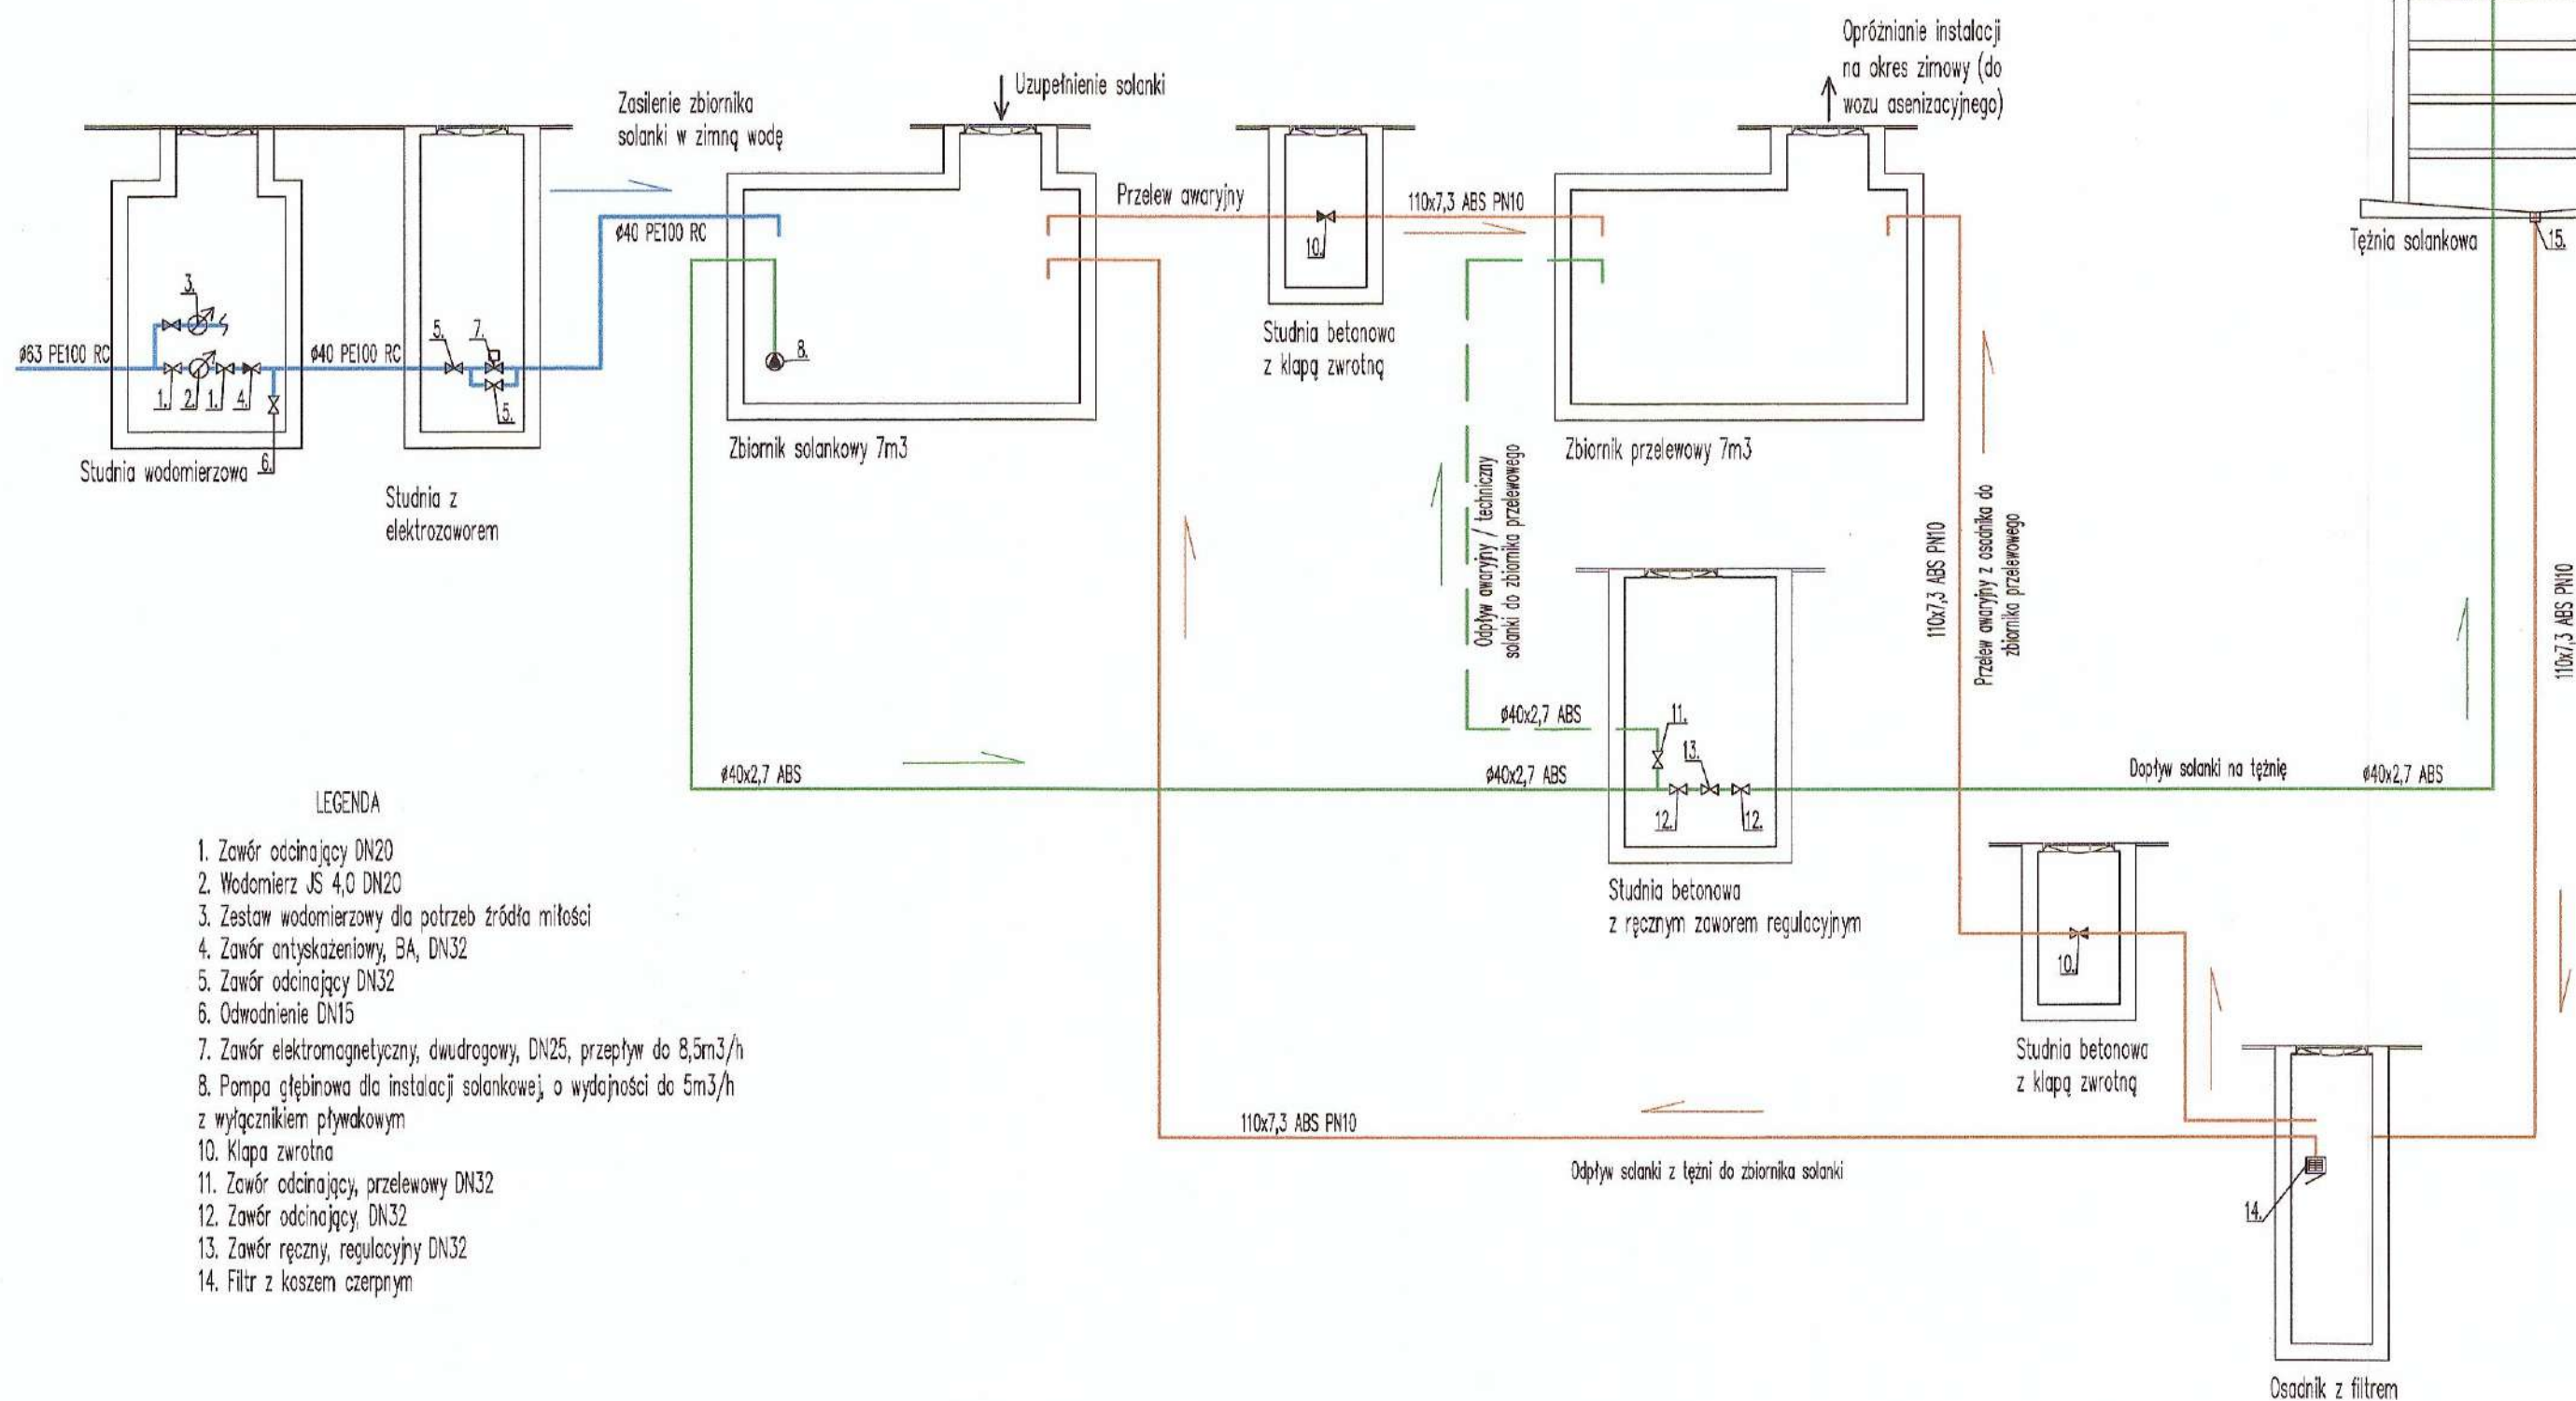 Opróżnianie instalacji
na okres zimowy (do
wozu asenizacyjnego)
Uzupełnienie solanki
Zasilenie zbiornika
solanki w zimną wodę
Przelew awaryjny
110x7,3 ABS PN10
ø40 PE100 RC
10.
Tężnia solankowa
15.
3.
ø63 PE100 RC
ø40 PE100 RC
5.
7.
8.
Studnia betonowa
z klapą zwrotną
1.
2.
1.
4.
5.
Zbiornik solankowy 7m3
Zbiornik przelewowy 7m3
Studnia wodomierzowa
6.
Studnia z
elektrozaworem
Odpływ awaryjny / techniczny
solanki do zbiornika przelewowego
110x7,3 ABS PN10
Przelew awaryjny z osadnika do
zbiornika przelewowego
110x7,3 ABS PN10
ø40x2,7 ABS
11.
13.
ø40x2,7 ABS
ø40x2,7 ABS
Dopływ solanki na tężnię
ø40x2,7 ABS
12.
12.
Studnia betonowa
z ręcznym zaworem regulacyjnym
10.
Studnia betonowa
z klapą zwrotną
110x7,3 ABS PN10
Odpływ solanki z tężni do zbiornika solanki
14.
Osadnik z filtrem
LEGENDA
1. Zawór odcinający DN20
2. Wodomierz JS 4,0 DN20
3. Zestaw wodomierzowy dla potrzeb źródła miłości
4. Zawór antyskażeniowy, BA, DN32
5. Zawór odcinający DN32
6. Odwodnienie DN15
7. Zawór elektromagnetyczny, dwudrogowy, DN25, przepływ do 8,5m3/h
8. Pompa głębinowa dla instalacji solankowej, o wydajności do 5m3/h
z wyłącznikiem pływakowym
10. Klapa zwrotna
11. Zawór odcinający, przelewowy DN32
12. Zawór odcinający, DN32
13. Zawór ręczny, regulacyjny DN32
14. Filtr z koszem czerpnym